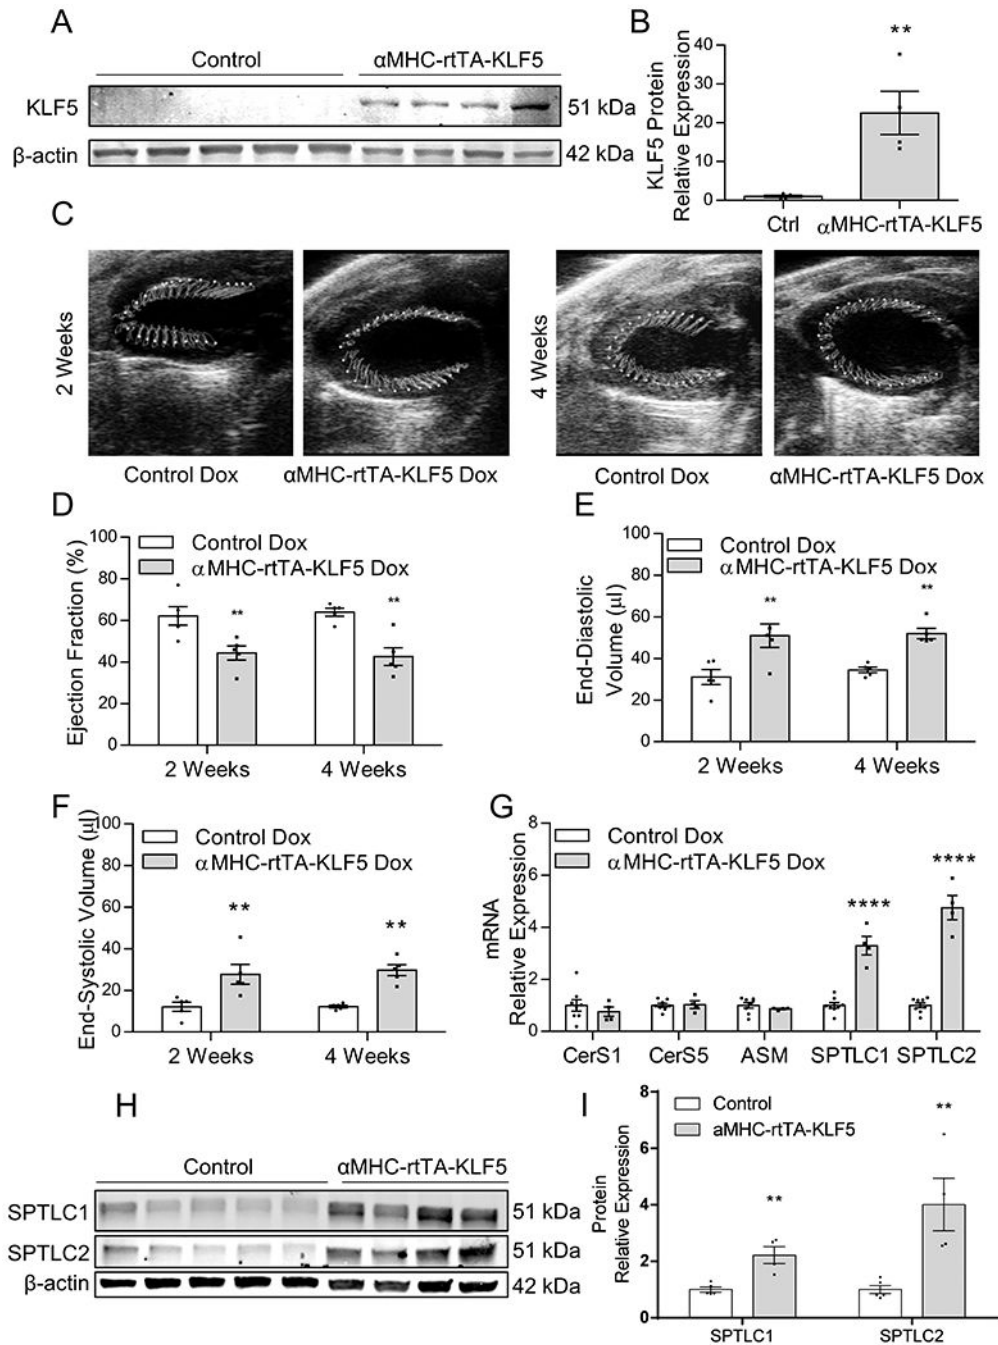 A
Control
αMHC-rtTA-KLF5
KLF5
51 kDa
β-actin
42 kDa
B
**
KLF5 Protein
Relative Expression
40
30
20
10
0
Ctrl
αMHC-rtTA-KLF5
C
2 Weeks
4 Weeks
Control Dox
αMHC-rtTA-KLF5 Dox
Control Dox
αMHC-rtTA-KLF5 Dox
D
Ejection Fraction (%)
100
80
60
40
20
0
Control Dox
αMHC-rtTA-KLF5 Dox
**
**
2 Weeks
4 Weeks
E
End-Diastolic
Volume (µl)
100
80
60
40
20
0
Control Dox
αMHC-rtTA-KLF5 Dox
**
**
2 Weeks
4 Weeks
F
End-Systolic Volume (µl)
100
80
60
40
20
0
Control Dox
αMHC-rtTA-KLF5 Dox
**
**
2 Weeks
4 Weeks
G
mRNA
Relative Expression
8
6
4
2
0
Control Dox
αMHC-rtTA-KLF5 Dox
****
****
CerS1
CerS5
ASM
SPTLC1
SPTLC2
H
Control
αMHC-rtTA-KLF5
SPTLC1
51 kDa
SPTLC2
51 kDa
β-actin
42 kDa
I
Protein
Relative Expression
8
6
4
2
0
Control
aMHC-rtTA-KLF5
**
**
SPTLC1
SPTLC2